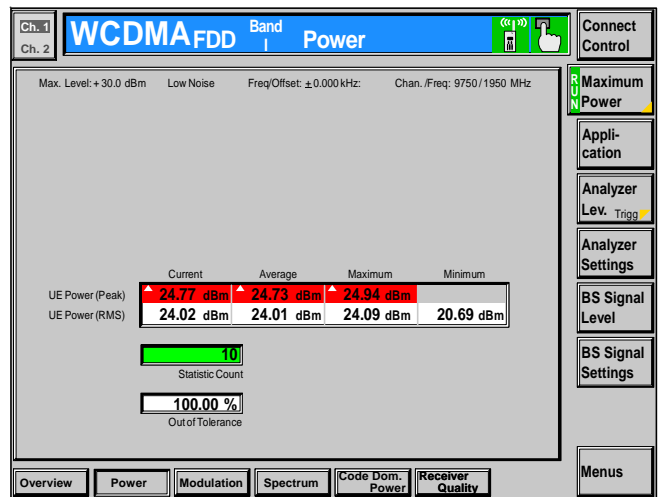 Ch. 1
Ch. 2
WCDMA FDD Band I Power
Connect Control
Max. Level: + 30.0 dBm Low Noise Freq/Offset: ± 0.000 kHz: Chan. /Freq: 9750 / 1950 MHz
RUN
Maximum Power
Appli-
cation
Analyzer
Lev. Trigg
Analyzer
Settings
Current Average Maximum Minimum
UE Power (Peak) 24.77 dBm 24.73 dBm 24.94 dBm
UE Power (RMS) 24.02 dBm 24.01 dBm 24.09 dBm 20.69 dBm
BS Signal
Level
10
Statistic Count
BS Signal
Settings
100.00 %
Out of Tolerance
Menus
Overview Power Modulation Spectrum Code Dom. Power Receiver Quality